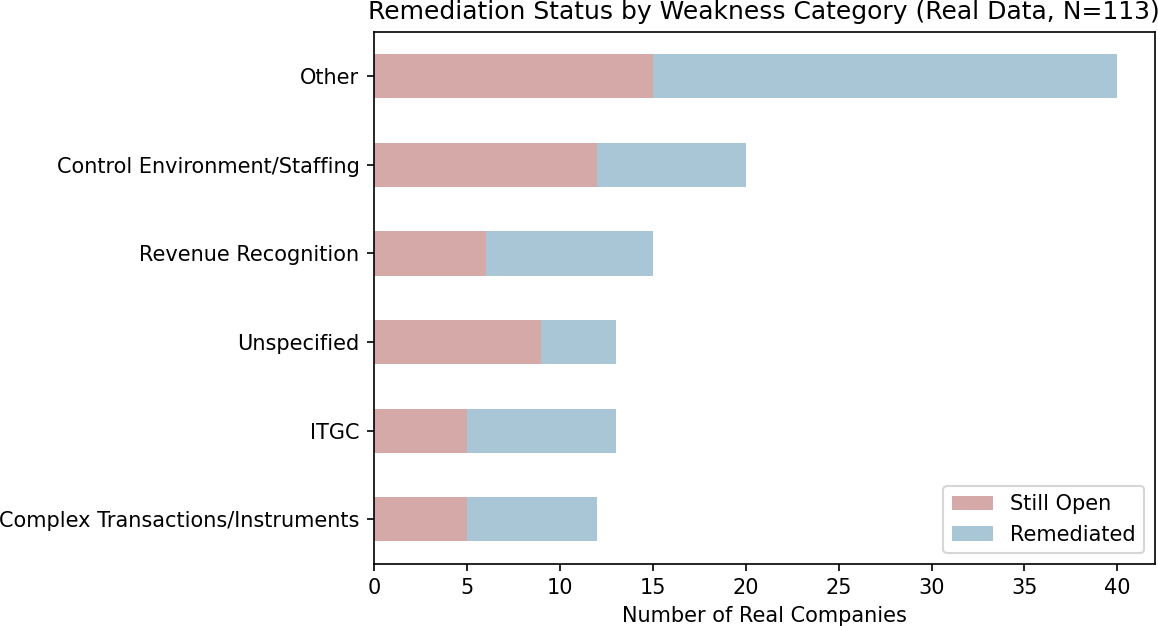 Remediation Status by Weakness Category (Real Data, N=113)
Other
Control Environment/Staffing
Revenue Recognition
Unspecified
ITGC
Complex Transactions/Instruments
Still Open
Remediated
0 5 10 15 20 25 30 35 40
Number of Real Companies